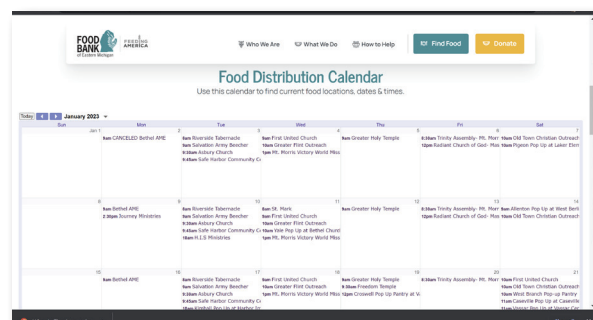 FOOD BANK
of Eastern Michigan
FEEDING AMERICA
Who We Are
What We Do
How to Help
Find Food
Donate
Food Distribution Calendar
Use this calendar to find current food locations, dates & times.
Today January 2023
Sun Mon Tue Wed Thu Fri Sat
Jan 1 2 3 4 5 6 7
9am CANCELED Bethel AME
8am Riverside Tabernacle
9am Salvation Army Beecher
9:30am Asbury Church
9:45am Safe Harbor Community
9am First United Church
10am Greater Flint Outreach
1pm Mt. Morris Victory World Miss
9am Greater Holy Temple
8:30am Trinity Assembly- Mt. Morr
12pm Radiant Church of God- Mos
10am Old Town Christian Outreach
10am Pigeon Pop Up at Laker Elem
8 9 10 11 12 13 14
9am Bethel AME
2:30pm Journey Ministries
8am Riverside Tabernacle
9am Salvation Army Beecher
9:30am Asbury Church
9:45am Safe Harbor Community
10am H.I.S Ministries
8am St. Mark
9am First United Church
10am Greater Flint Outreach
10am Yale Pop Up at Bethel Church
1pm Mt. Morris Victory World Miss
9am Greater Holy Temple
8:30am Trinity Assembly- Mt. Morr
12pm Radiant Church of God- Mos
9am Allenton Pop Up at West Berli
10am Old Town Christian Outreach
15 16 17 18 19 20 21
9am Bethel AME
8am Riverside Tabernacle
9am Salvation Army Beecher
9:30am Asbury Church
9:45am Safe Harbor Community
9am First United Church
10am Greater Flint Outreach
1pm Mt. Morris Victory World Miss
9am Greater Holy Temple
9:30am Freedom Temple
12pm Croswell Pop Up Pantry at
8:30am Trinity Assembly- Mt. Morr
10am First United Church
10am Old Town Christian Outreach
10am West Branch Pop-up Pantry
11am Caseville Pop Up at Caseville